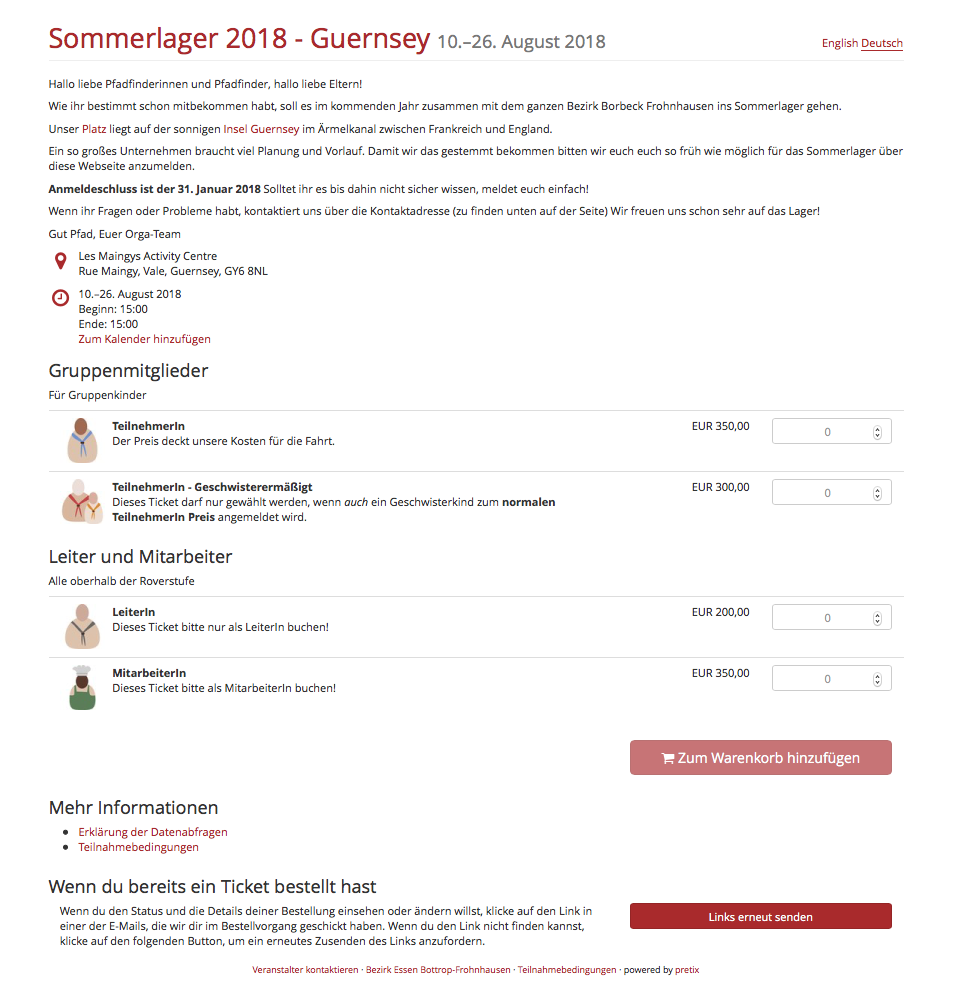 Sommerlager 2018 - Guernsey 10.–26. August 2018
English Deutsch
Hallo liebe Pfadfinderinnen und Pfadfinder, hallo liebe Eltern!
Wie ihr bestimmt schon mitbekommen habt, soll es im kommenden Jahr zusammen mit dem ganzen Bezirk Borbeck Frohnhausen ins Sommerlager gehen.
Unser Platz liegt auf der sonnigen Insel Guernsey im Ärmelkanal zwischen Frankreich und England.
Ein so großes Unternehmen braucht viel Planung und Vorlauf. Damit wir das gestemmt bekommen bitten wir euch euch so früh wie möglich für das Sommerlager über
diese Webseite anzumelden.
Anmeldeschluss ist der 31. Januar 2018 Solltet ihr es bis dahin nicht sicher wissen, meldet euch einfach!
Wenn ihr Fragen oder Probleme habt, kontaktiert uns über die Kontaktadresse (zu finden unten auf der Seite) Wir freuen uns schon sehr auf das Lager!
Gut Pfad, Euer Orga-Team
Les Maingys Activity Centre
Rue Maingy, Vale, Guernsey, GY6 8NL
10.–26. August 2018
Beginn: 15:00
Ende: 15:00
Zum Kalender hinzufügen
Gruppenmitglieder
Für Gruppenkinder
TeilnehmerIn EUR 350,00 0
Der Preis deckt unsere Kosten für die Fahrt.
TeilnehmerIn - Geschwisterermäßigt EUR 300,00 0
Dieses Ticket darf nur gewählt werden, wenn auch ein Geschwisterkind zum normalen
TeilnehmerIn Preis angemeldet wird.
Leiter und Mitarbeiter
Alle oberhalb der Roverstufe
LeiterIn EUR 200,00 0
Dieses Ticket bitte nur als LeiterIn buchen!
MitarbeiterIn EUR 350,00 0
Dieses Ticket bitte als MitarbeiterIn buchen!
Zum Warenkorb hinzufügen
Mehr Informationen
• Erklärung der Datenabfragen
• Teilnahmebedingungen
Wenn du bereits ein Ticket bestellt hast
Wenn du den Status und die Details deiner Bestellung einsehen oder ändern willst, klicke auf den Link in
einer der E-Mails, die wir dir im Bestellvorgang geschickt haben. Wenn du den Link nicht finden kannst,
klicke auf den folgenden Button, um ein erneutes Zusenden des Links anzufordern.
Links erneut senden
Veranstalter kontaktieren · Bezirk Essen Bottrop-Frohnhausen · Teilnahmebedingungen · powered by pretix